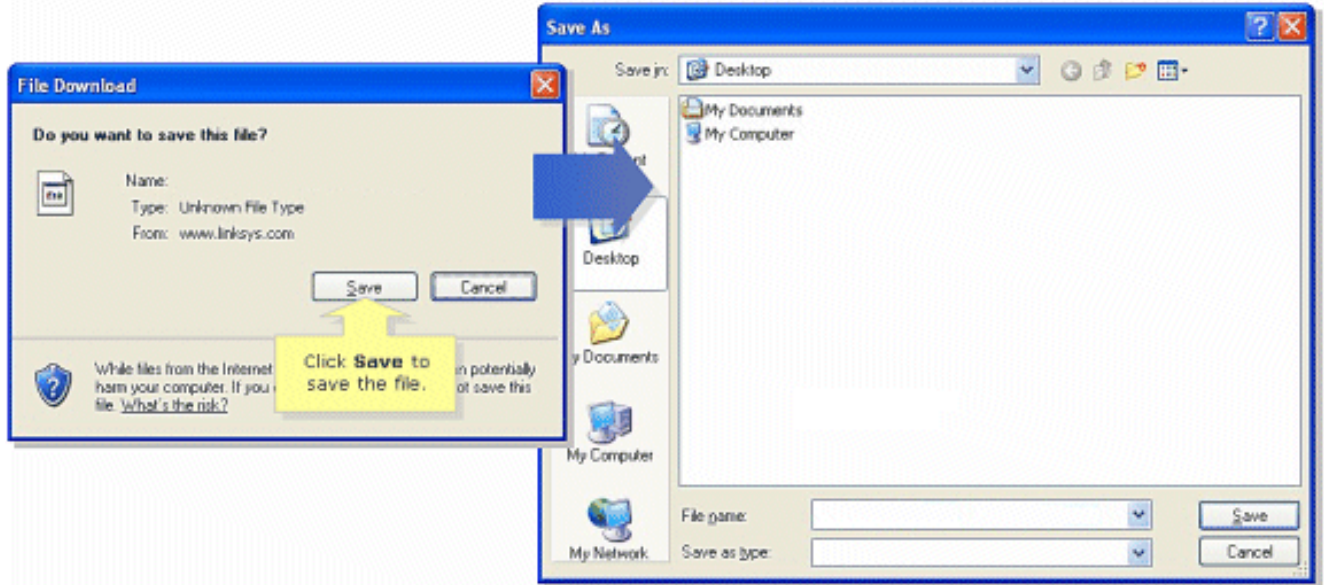 File Download
Do you want to save this file?
Name:
Type: Unknown File Type
From: www.linksys.com
Save
Cancel
Click Save to
save the file.
While files from the Internet n potentially
harm your computer. If you ot save this
file. What's the risk?
Save As
Save in:
Desktop
My Documents
My Computer
Desktop
y Documents
My Computer
My Network
File name:
Save
Save as type:
Cancel